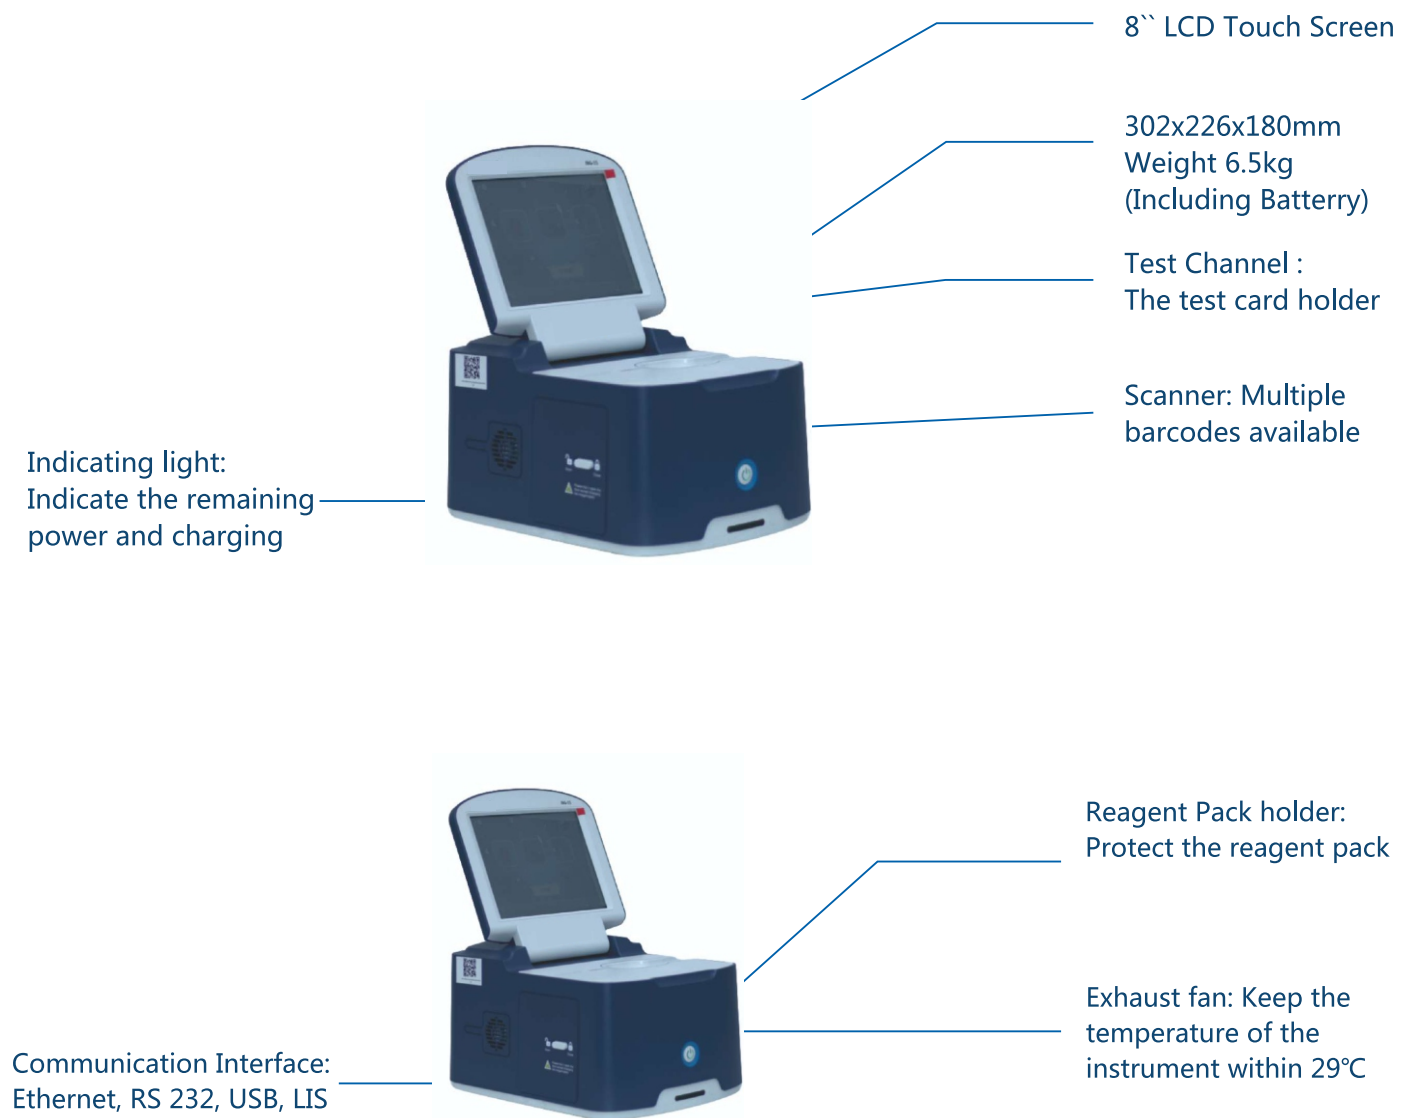 8`` LCD Touch Screen
302x226x180mm
Weight 6.5kg
(Including Batterry)
Test Channel :
The test card holder
Scanner: Multiple
barcodes available
Indicating light:
Indicate the remaining
power and charging
Reagent Pack holder:
Protect the reagent pack
Exhaust fan: Keep the
temperature of the
instrument within 29℃
Communication Interface:
Ethernet, RS 232, USB, LIS